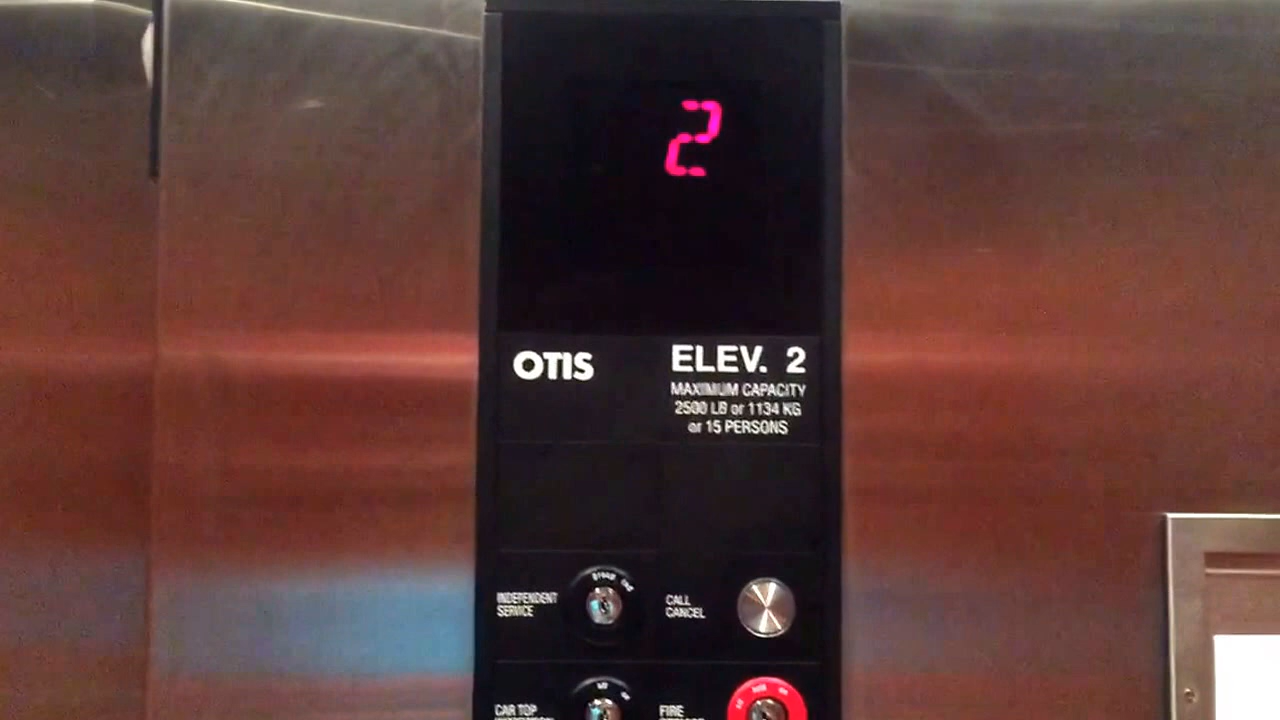 2
OTIS
ELEV. 2
MAXIMUM CAPACITY
2500 LB or 1134 KG
or 15 PERSONS
INDEPENDENT
SERVICE
CALL
CANCEL
CAR TOP
FIRE